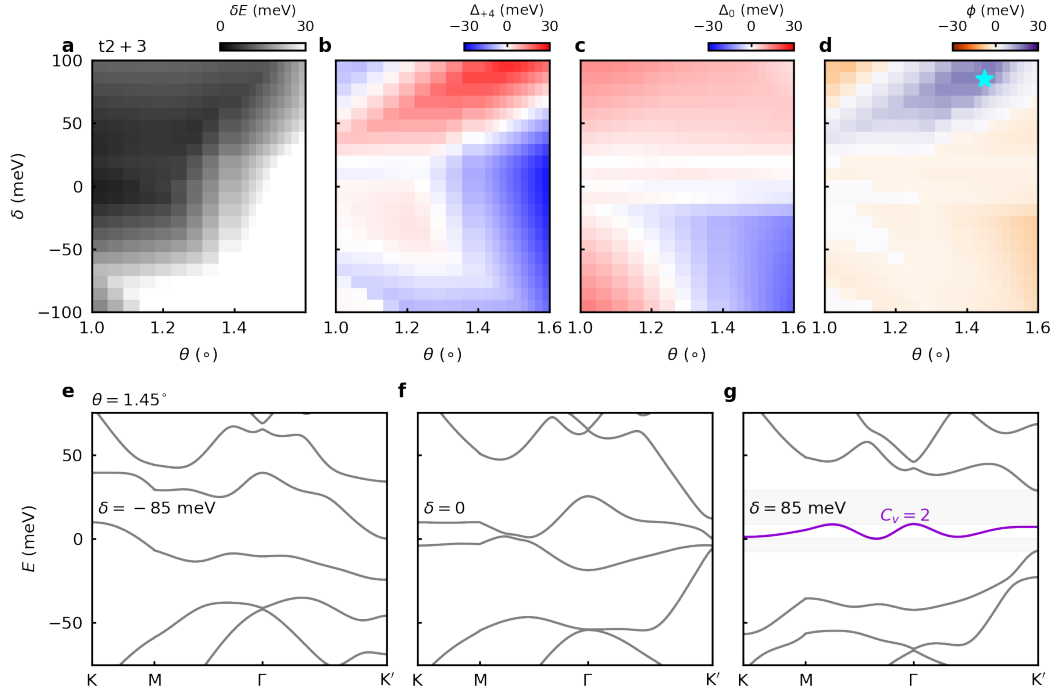 δE (meV)
0 30
Δ+4 (meV)
−30 0 30
Δ0 (meV)
−30 0 30
ϕ (meV)
−30 0 30
a t2 + 3 b c d
100
50
0
−50
−100
δ (meV)
1.0 1.2 1.4
1.0 1.2 1.4 1.6
1.0 1.2 1.4 1.6
1.0 1.2 1.4 1.6
θ (∘) θ (∘) θ (∘) θ (∘)
e f g
θ = 1.45∘
50
0
−50
E (meV)
δ = −85 meV
δ = 0
δ = 85 meV
Cv = 2
K M Γ K′
K M Γ K′
K M Γ K′